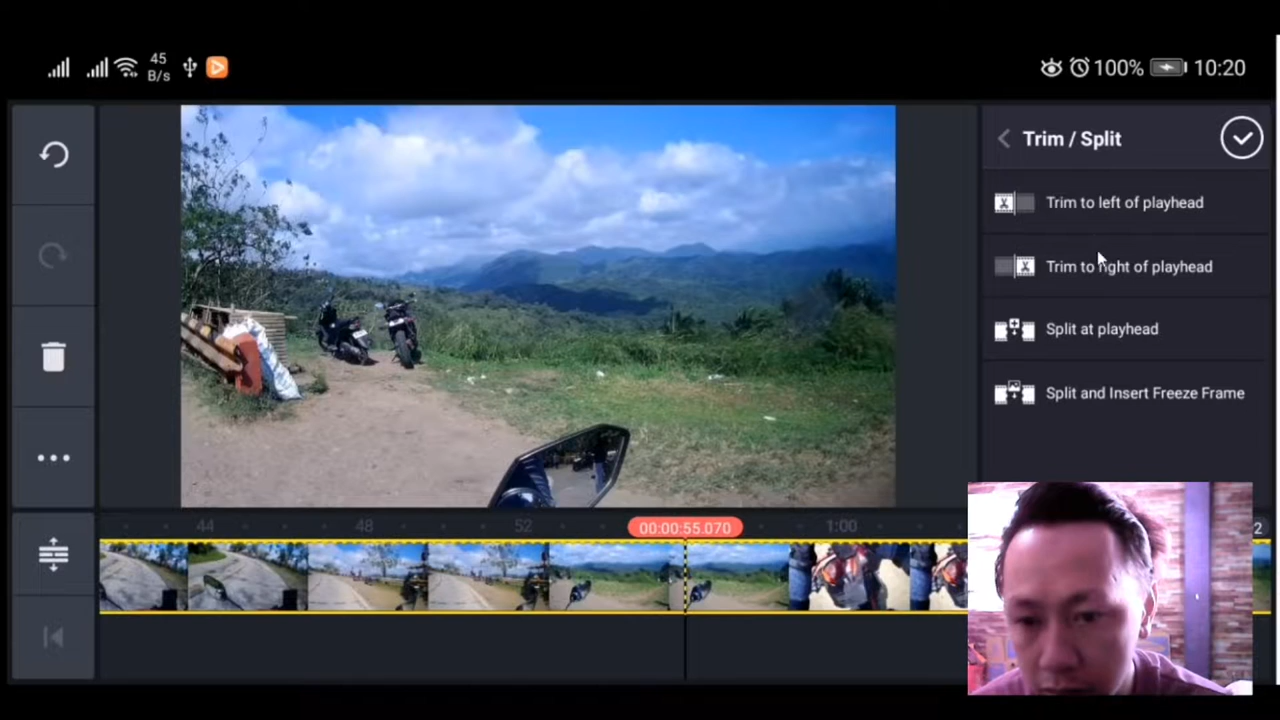 45
B/s
100%
10:20
Trim / Split
Trim to left of playhead
Trim to right of playhead
Split at playhead
Split and Insert Freeze Frame
44
48
52
00:00:55.070
1:00
2